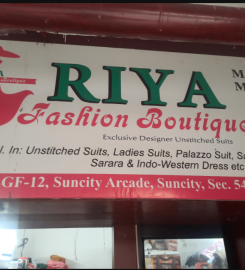 RIYA
Fashion Boutique
Exclusive Designer Unstitched Suits
l. In: Unstitched Suits, Ladies Suits, Palazzo Suit,
Sarara & Indo-Western Dress etc
GF-12, Suncity Arcade, Suncity, Sec. 54